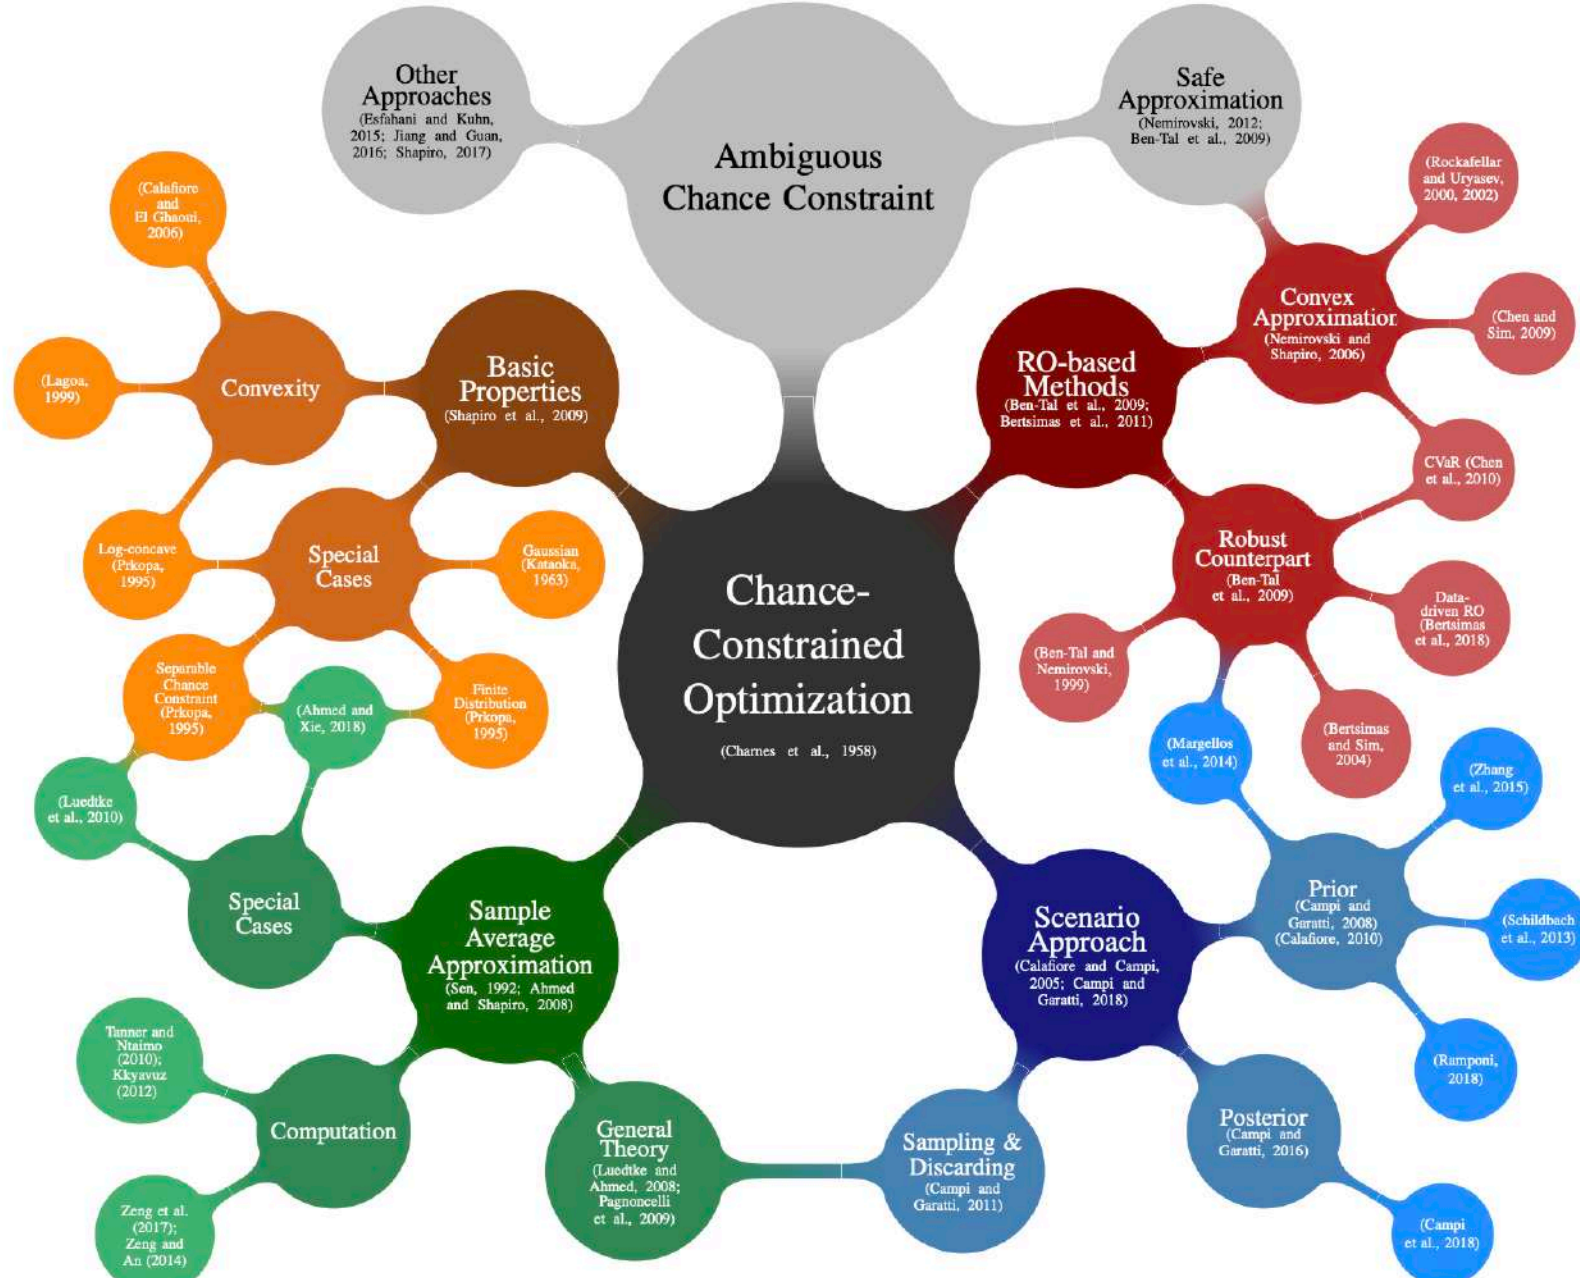 Other
Approaches
(Esfahani and Kuhn,
2015; Jiang and Guan,
2016; Shapiro, 2017)
Ambiguous
Chance Constraint
Safe
Approximation
(Nemirovski, 2012;
Ben-Tal et al., 2009)
(Calafiore
and
El Ghaoui,
2006)
(Lagoa,
1999)
Convexity
Basic
Properties
(Shapiro et al., 2009)
Log-concave
(Prkopa,
1995)
Special
Cases
Gaussian
(Kataoka,
1963)
Separable
Chance
Constraint
(Prkopa,
1995)
Finite
Distribution
(Prkopa,
1995)
(Ahmed and
Xie, 2018)
(Luedtke
et al., 2010)
Chance-
Constrained
Optimization
(Charnes et al., 1958)
RO-based
Methods
(Ben-Tal et al., 2009;
Bertsimas et al., 2011)
Convex
Approximation
(Nemirovski and
Shapiro, 2006)
(Rockafellar
and Uryasev,
2000, 2002)
(Chen and
Sim, 2009)
CVaR (Chen
et al., 2010)
Robust
Counterpart
(Ben-Tal
et al., 2009)
Data-
driven RO
(Bertsimas
et al., 2018)
(Ben-Tal and
Nemirovski,
1999)
(Bertsimas
and Sim,
2004)
(Margellos
et al., 2014)
(Zhang
et al., 2015)
Special
Cases
Sample
Average
Approximation
(Sen, 1992; Ahmed
and Shapiro, 2008)
Scenario
Approach
(Calafiore and Campi,
2005; Campi and
Garatti, 2018)
Prior
(Campi and
Garatti, 2008)
(Calafiore, 2010)
(Schildbach
et al., 2013)
(Ramponi,
2018)
Tanner and
Ntaimo
(2010);
Kkyavuz
(2012)
Computation
Zeng et al.
(2017);
Zeng and
An (2014)
General
Theory
(Luedtke and
Ahmed, 2008;
Pagnoncelli
et al., 2009)
Sampling &
Discarding
(Campi and
Garatti, 2011)
Posterior
(Campi and
Garatti, 2016)
(Campi
et al., 2018)